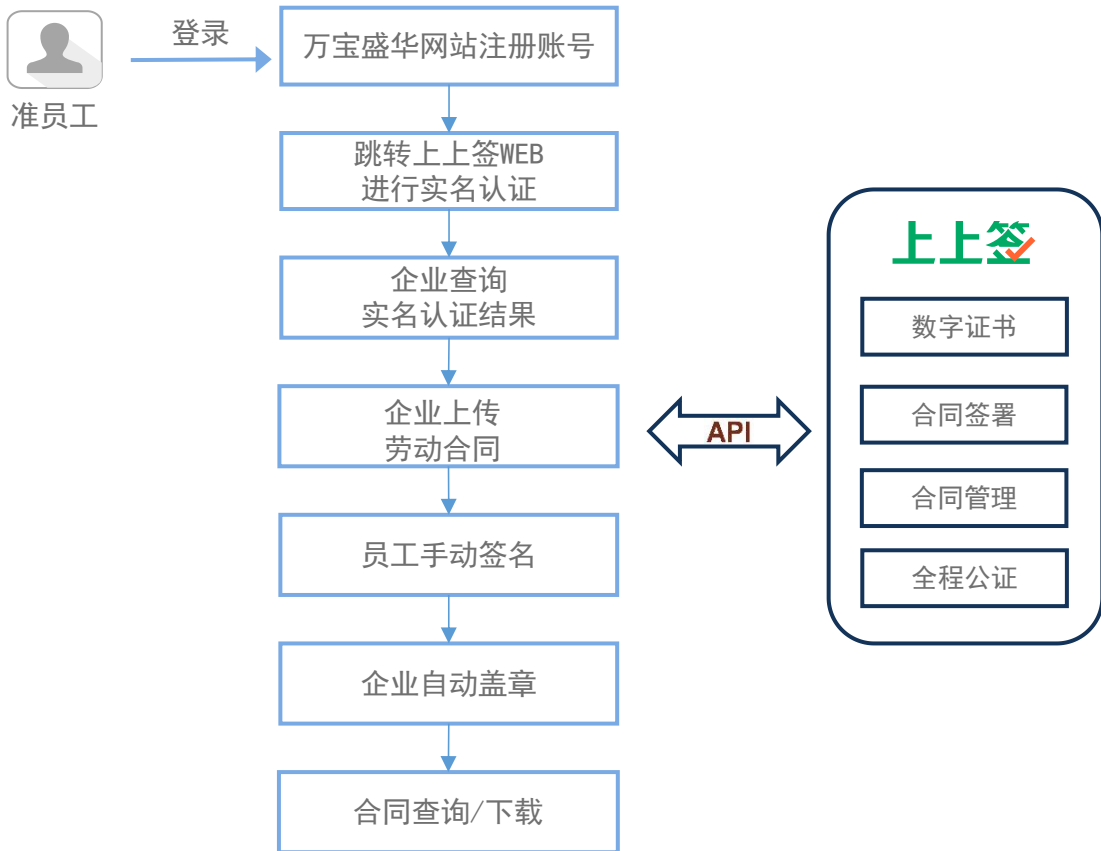 登录
准员工
万宝盛华网站注册账号
跳转上上签WEB
进行实名认证
企业查询
实名认证结果
企业上传
劳动合同
员工手动签名
企业自动盖章
合同查询/下载
API
上上签
数字证书
合同签署
合同管理
全程公证